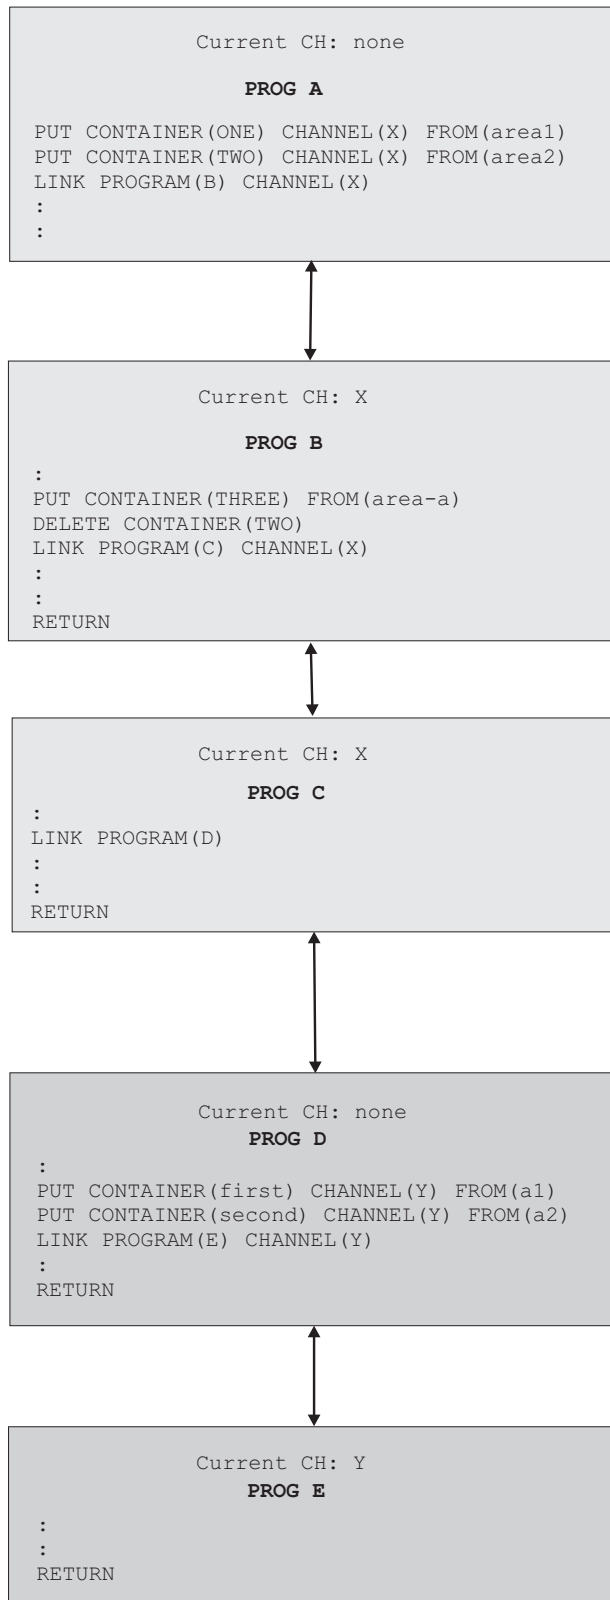 Current CH: none
PROG A
PUT CONTAINER(ONE) CHANNEL(X) FROM(area1)
PUT CONTAINER(TWO) CHANNEL(X) FROM(area2)
LINK PROGRAM(B) CHANNEL(X)
:
:
Current CH: X
PROG B
:
PUT CONTAINER(THREE) FROM(area-a)
DELETE CONTAINER(TWO)
LINK PROGRAM(C) CHANNEL(X)
:
:
RETURN
Current CH: X
PROG C
:
LINK PROGRAM(D)
:
:
RETURN
Current CH: none
PROG D
:
PUT CONTAINER(first) CHANNEL(Y) FROM(a1)
PUT CONTAINER(second) CHANNEL(Y) FROM(a2)
LINK PROGRAM(E) CHANNEL(Y)
:
RETURN
Current CH: Y
PROG E
:
:
RETURN